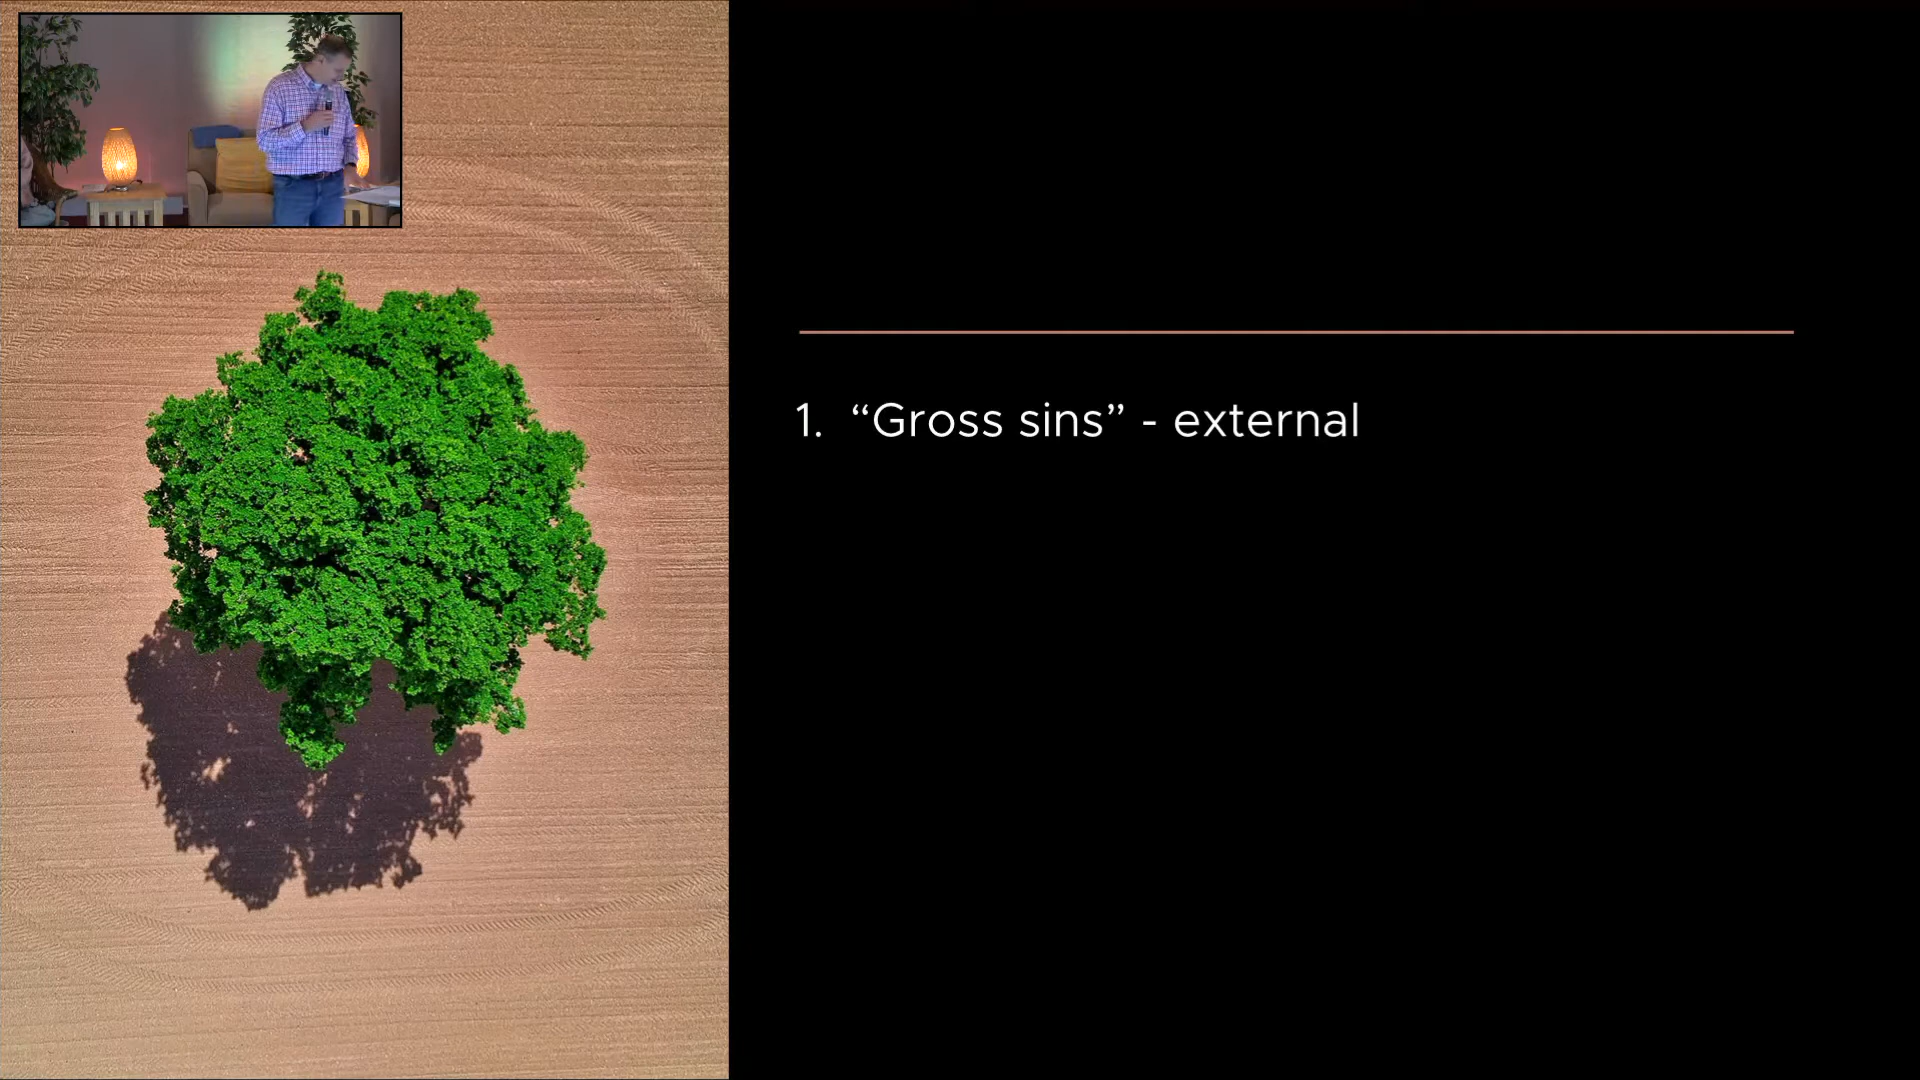 1. “Gross sins” - external